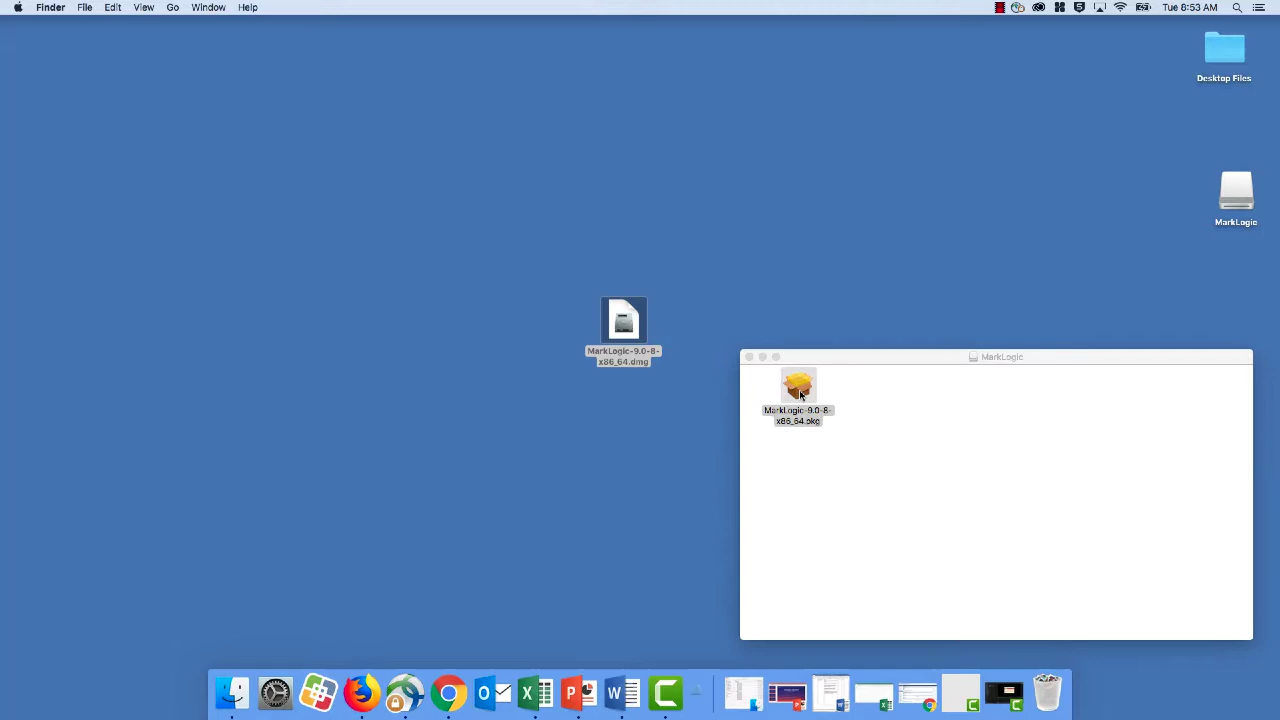 Finder File Edit View Go Window Help
Tue 8:53 AM
Desktop Files
MarkLogic
MarkLogic-9.0-8-
x86_64.dmg
MarkLogic
MarkLogic-9.0-8-
x86_64.pkg